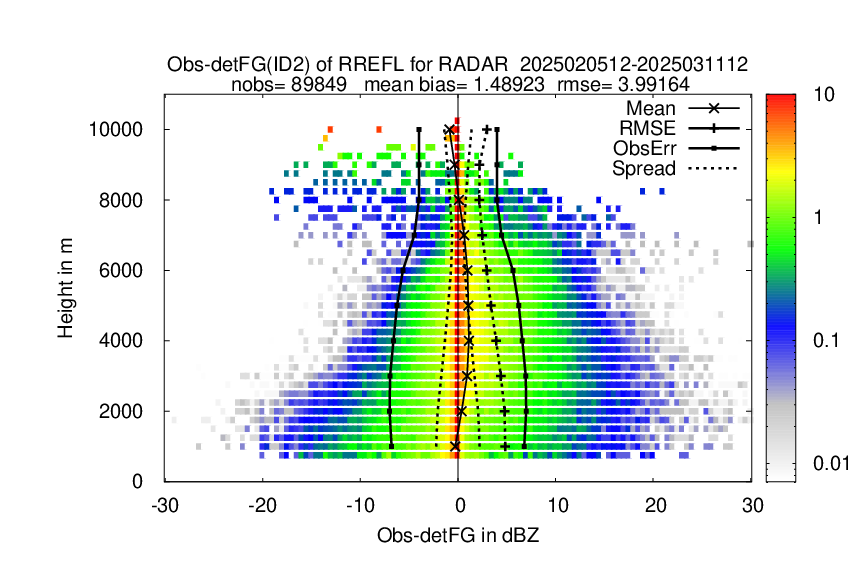 Obs-detFG(ID2) of RREFL for RADAR 2025020512-2025031112
nobs= 89849 mean bias= 1.48923 rmse= 3.99164
Mean
RMSE
ObsErr
Spread
10000
8000
6000
4000
2000
0
Height in m
-30 -20 -10 0 10 20 30
Obs-detFG in dBZ
10
1
0.1
0.01